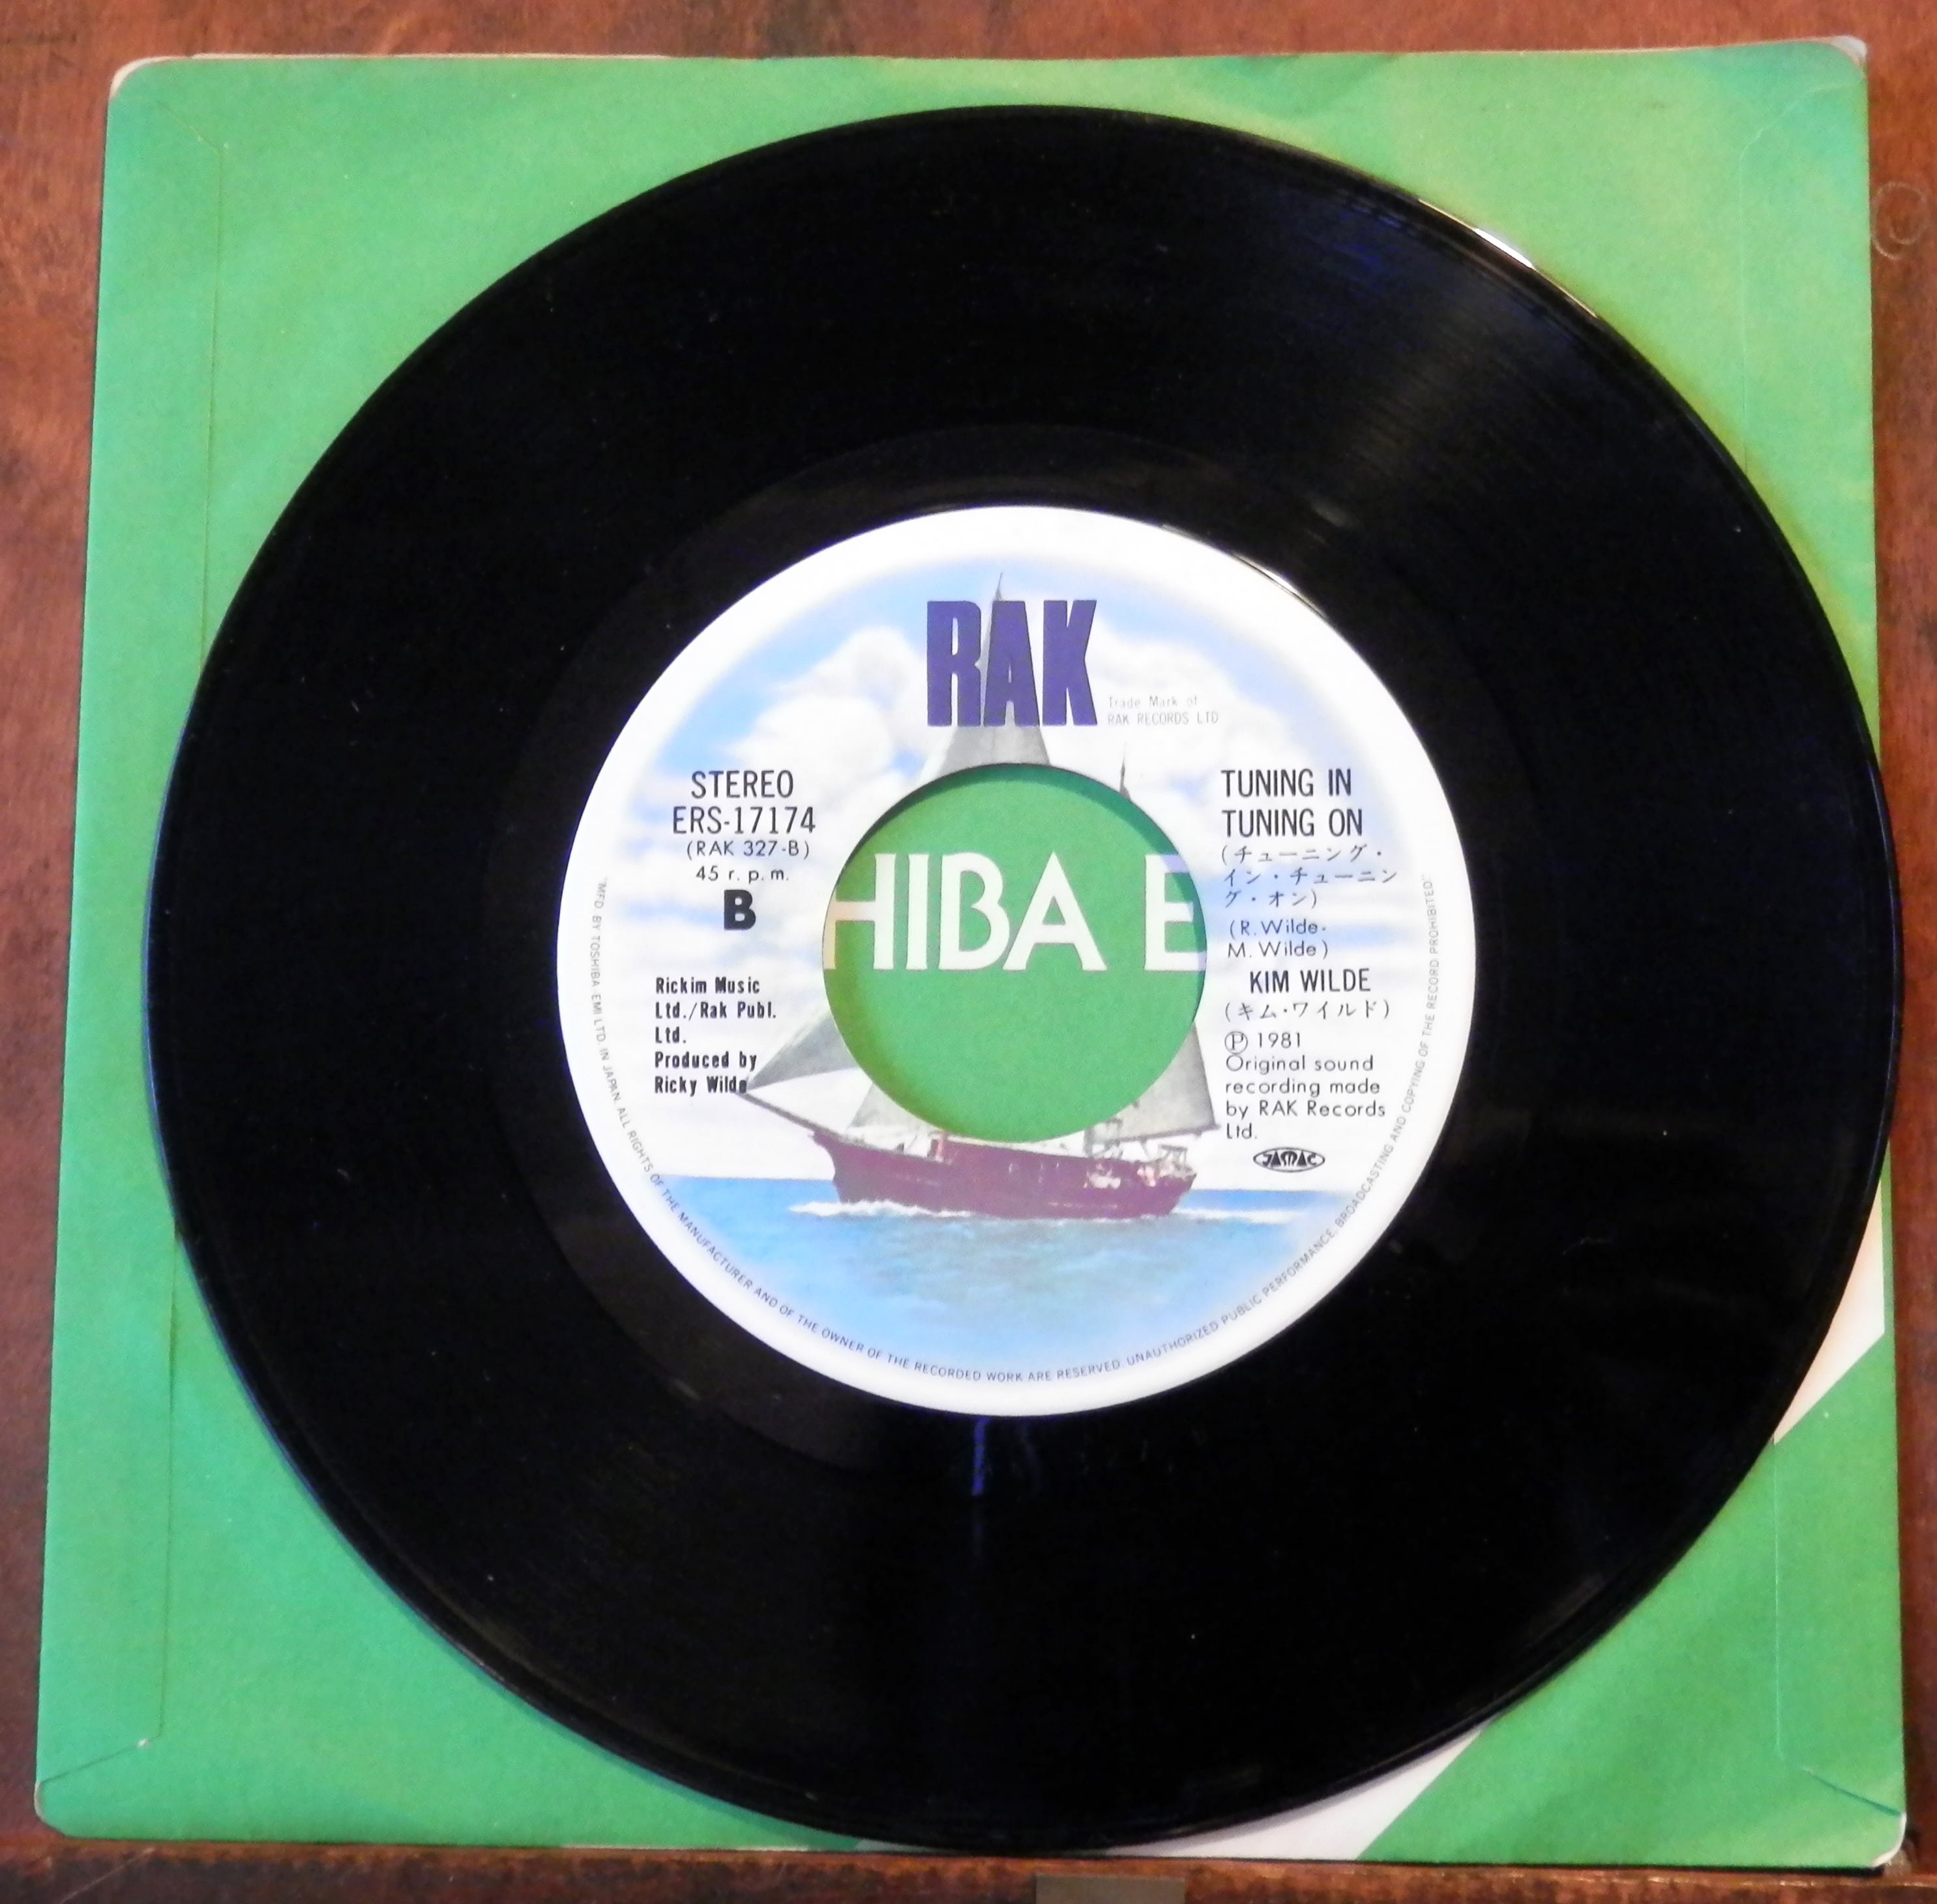 RAK
Trade Mark of
RAK RECORDS LTD
STEREO
ERS-17174
(RAK 327-B)
45 r.p.m.
B
Rickim Music
Ltd./Rak Publ.
Ltd.
Produced by
Ricky Wilde
HIBA E
TUNING IN
TUNING ON
(チューニング・
イン・チューニン
グ・オン)
(R. Wilde-
M. Wilde)
KIM WILDE
(キム・ワイルド)
Ⓟ 1981
Original sound
recording made
by RAK Records
Ltd.
JASRAC
"MFD. BY TOSHIBA EMI LTD. IN JAPAN. ALL RIGHTS OF THE MANUFACTURER AND OF THE OWNER OF THE RECORDED WORK ARE RESERVED. UNAUTHORIZED PUBLIC PERFORMANCE, BROADCASTING AND COPYING OF THE RECORD PROHIBITED"